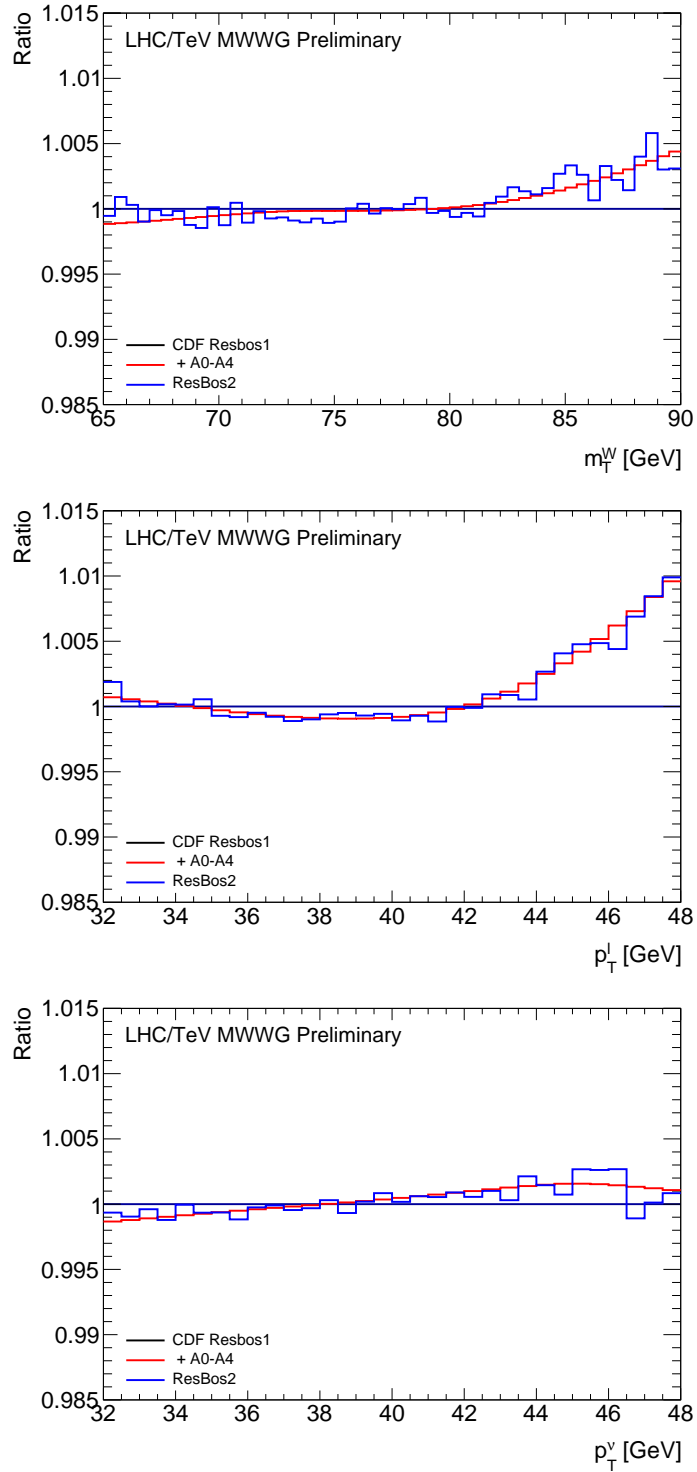 Ratio
1.015
LHC/TeV MWWG Preliminary
1.01
1.005
1
0.995
0.99
CDF Resbos1
+ A0-A4
ResBos2
0.985
65 70 75 80 85 90
m_T^W [GeV]
Ratio
1.015
LHC/TeV MWWG Preliminary
1.01
1.005
1
0.995
0.99
CDF Resbos1
+ A0-A4
ResBos2
0.985
32 34 36 38 40 42 44 46 48
p_T^l [GeV]
Ratio
1.015
LHC/TeV MWWG Preliminary
1.01
1.005
1
0.995
0.99
CDF Resbos1
+ A0-A4
ResBos2
0.985
32 34 36 38 40 42 44 46 48
p_T^ν [GeV]